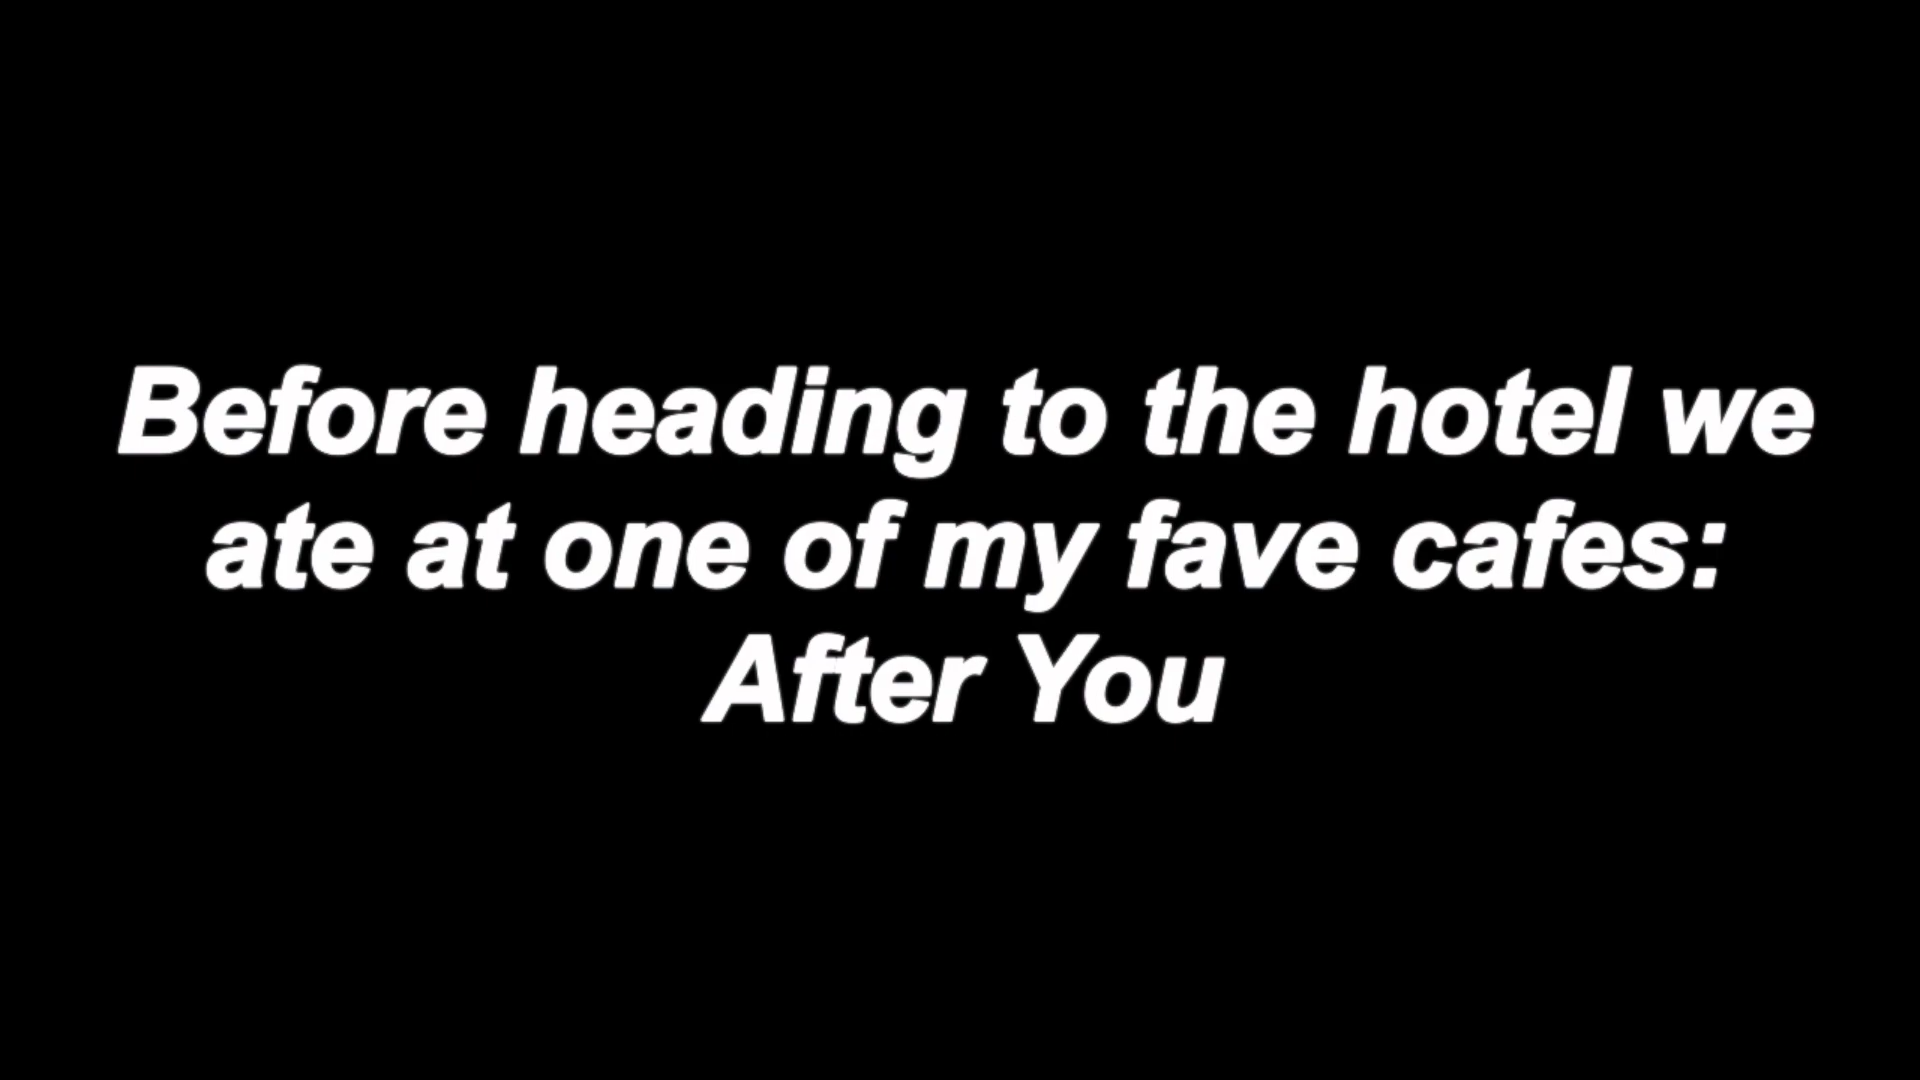 Before heading to the hotel we
ate at one of my fave cafes:
After You